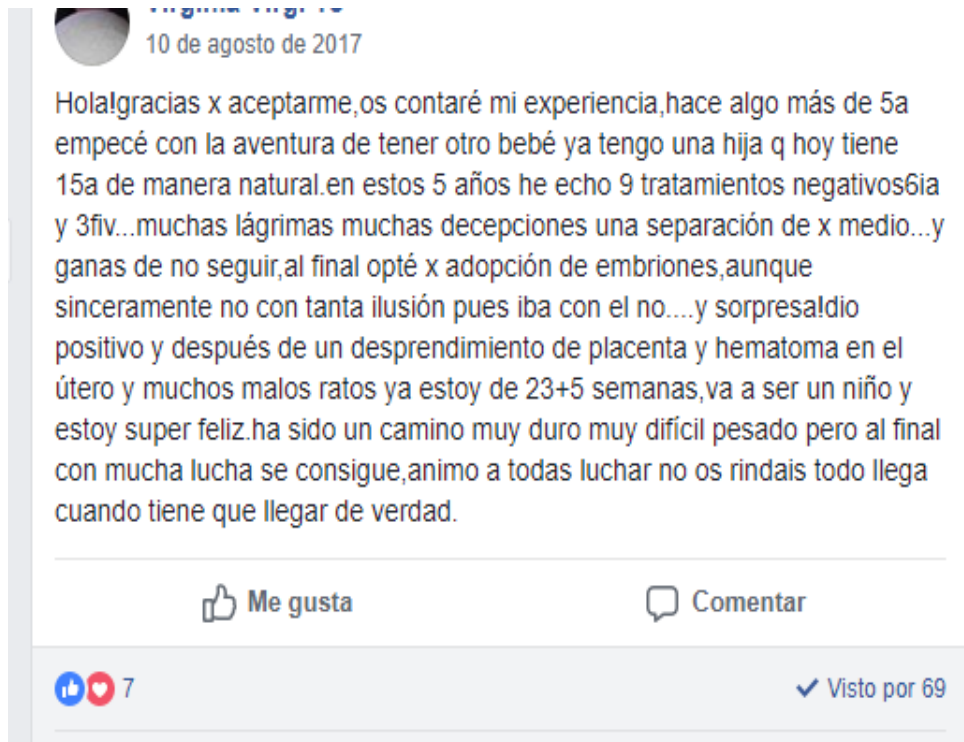 10 de agosto de 2017
Hola!gracias x aceptarme,os contaré mi experiencia,hace algo más de 5a
empecé con la aventura de tener otro bebé ya tengo una hija q hoy tiene
15a de manera natural.en estos 5 años he echo 9 tratamientos negativos6ia
y 3fiv...muchas lágrimas muchas decepciones una separación de x medio...y
ganas de no seguir,al final opté x adopción de embriones,aunque
sinceramente no con tanta ilusión pues iba con el no....y sorpresa!dio
positivo y después de un desprendimiento de placenta y hematoma en el
útero y muchos malos ratos ya estoy de 23+5 semanas,va a ser un niño y
estoy super feliz.ha sido un camino muy duro muy difícil pesado pero al final
con mucha lucha se consigue,animo a todas luchar no os rindais todo llega
cuando tiene que llegar de verdad.
Me gusta
Comentar
7
Visto por 69